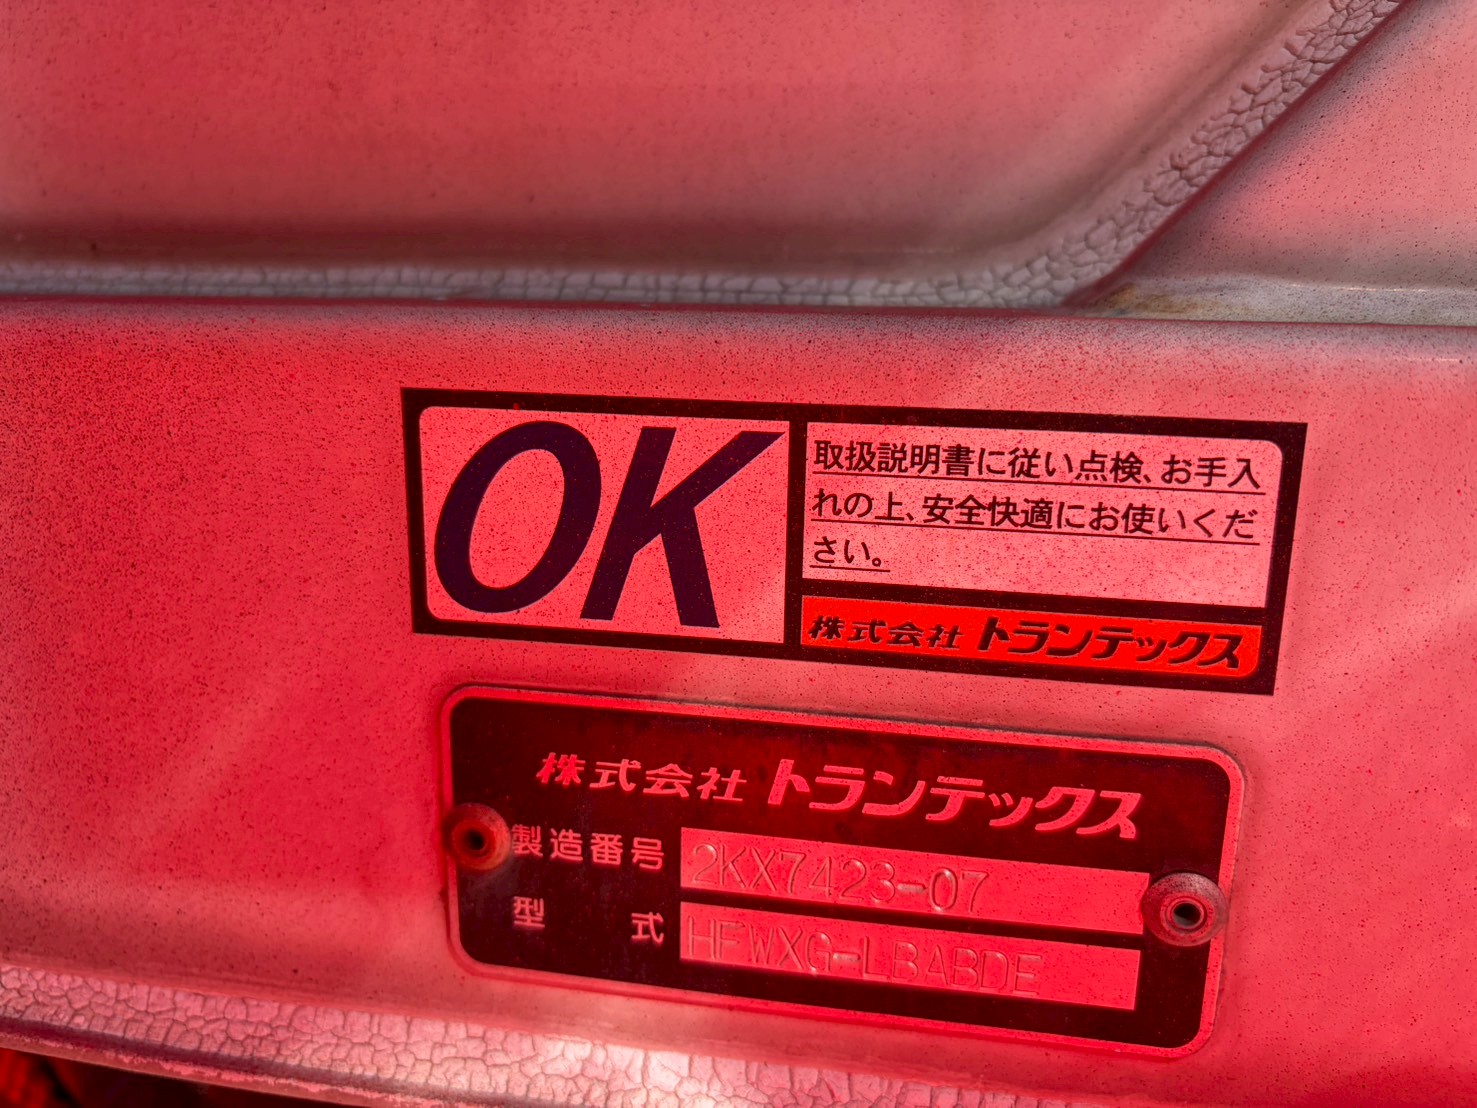 OK
取扱説明書に従い点検、お手入
れの上、安全快適にお使いくだ
さい。
株式会社 トランテックス
株式会社 トランテックス
製造番号 2KX7423-07
型式 HFWXG-LBABDE